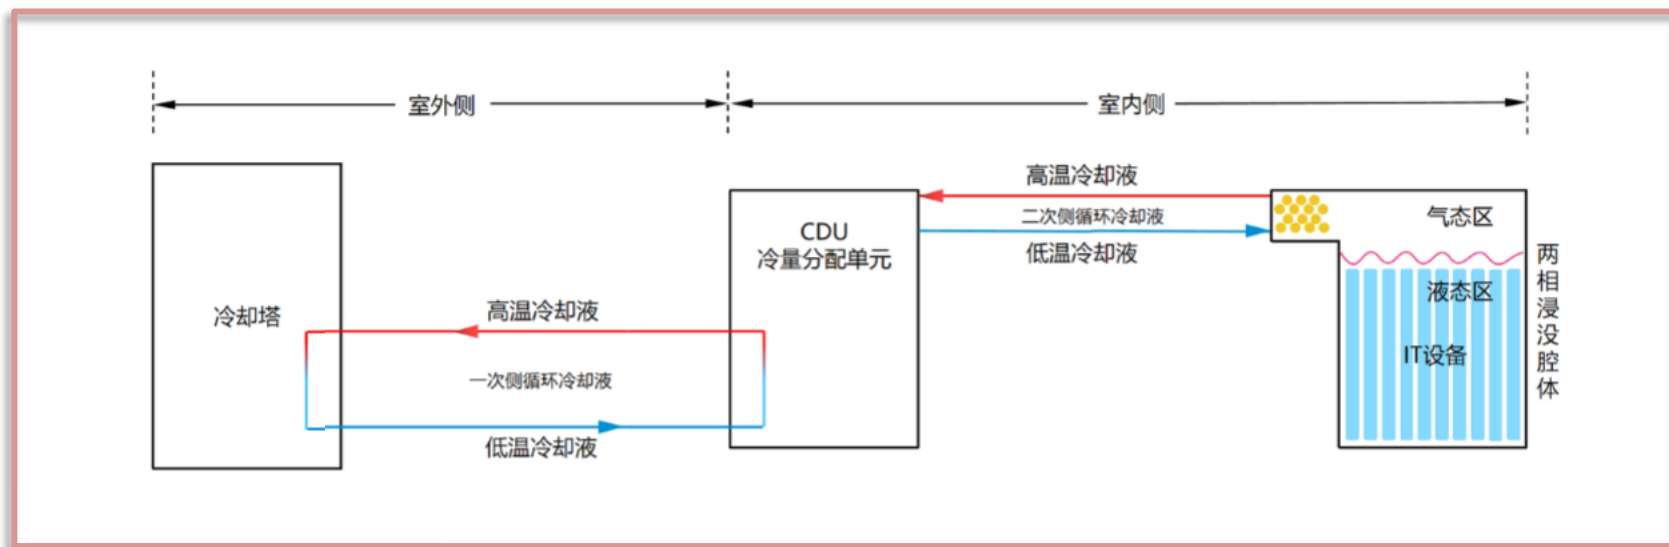 室外侧
室内侧
冷却塔
高温冷却液
一次侧循环冷却液
低温冷却液
CDU
冷量分配单元
高温冷却液
二次侧循环冷却液
低温冷却液
气态区
液态区
IT设备
两相浸没腔体